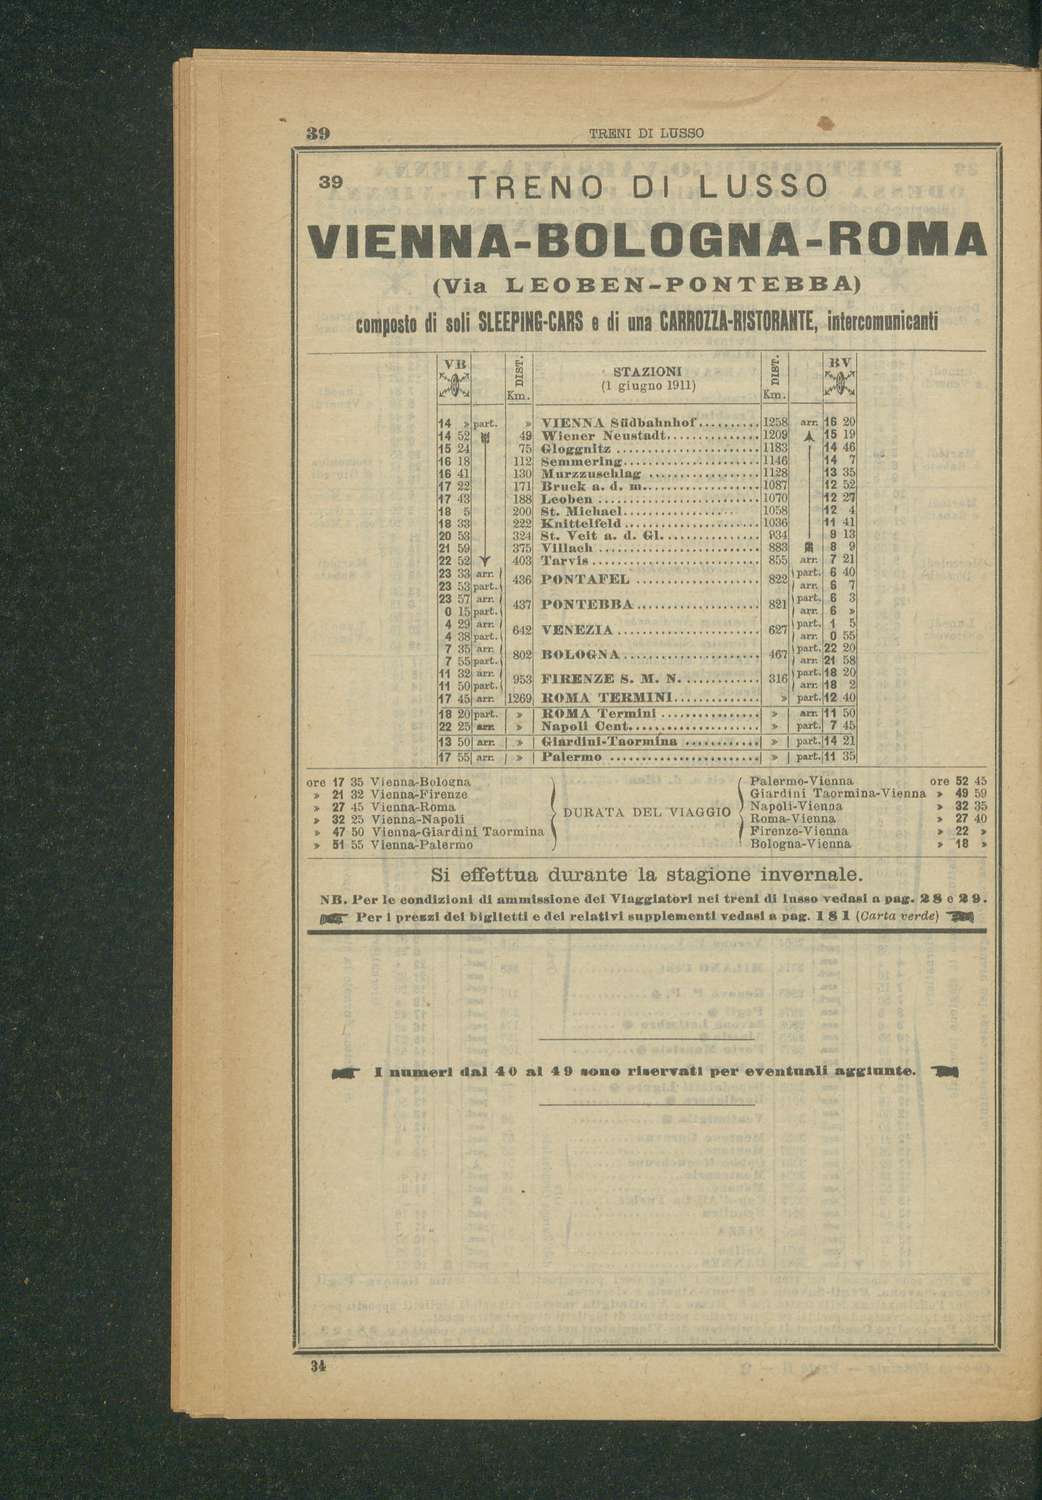 39 TRENI DI LUSSO
39 TRENO DI LUSSO
VIENNA-BOLOGNA-ROMA
(Via LEOBEN-PONTEBBA)
composto di soli SLEEPING-CARS e di una CARROZZA-RISTORANTE, intercomunicanti
VB DIST. Km. STAZIONI (1 giugno 1911) DIST. Km. BV
14 » part. » VIENNA Südbahnhof 1258 arr. 16 20
14 52 49 Wiener Neustadt 1209 15 19
15 24 75 Gloggnitz 1183 14 46
16 18 112 Semmering 1146 14 7
16 41 130 Murzzuschlag 1128 13 35
17 22 171 Bruck a. d. m. 1087 12 52
17 43 188 Leoben 1070 12 27
18 5 200 St. Michael 1058 12 4
18 33 222 Knittelfeld 1036 11 41
20 53 324 St. Veit a. d. Gl. 934 9 13
21 59 375 Villach 883 8 9
22 52 403 Tarvis 855 arr. 7 21
23 33 arr. part. 6 40
436 PONTAFEL 822
23 53 part. arr. 6 7
23 57 arr. part. 6 3
437 PONTEBBA 821
0 15 part. arr. 6 »
4 29 arr. part. 1 5
642 VENEZIA 627
4 38 part. arr. 0 55
7 35 arr. part. 22 20
802 BOLOGNA 467
7 55 part. arr. 21 58
11 32 arr. part. 18 20
953 FIRENZE S. M. N. 316
11 50 part. arr. 18 2
17 45 arr. 1269 ROMA TERMINI » part. 12 40
18 20 part. » ROMA Termini » arr. 11 50
22 25 arr. » Napoli Cent. » part. 7 45
13 50 arr. » Giardini-Taormina » part. 14 21
17 55 arr. » Palermo » part. 11 35
ore 17 35 Vienna-Bologna
» 21 32 Vienna-Firenze
» 27 45 Vienna-Roma
» 32 25 Vienna-Napoli
» 47 50 Vienna-Giardini Taormina
» 51 55 Vienna-Palermo
DURATA DEL VIAGGIO
Palermo-Vienna ore 52 45
Giardini Taormina-Vienna » 49 59
Napoli-Vienna » 32 35
Roma-Vienna » 27 40
Firenze-Vienna » 22 »
Bologna-Vienna » 18 »
Si effettua durante la stagione invernale.
NB. Per le condizioni di ammissione dei Viaggiatori nei treni di lusso vedasi a pag. 28 e 29.
Per i prezzi dei biglietti e dei relativi supplementi vedasi a pag. 181 (Carta verde)
I numeri dal 40 al 49 sono riservati per eventuali aggiunte.
34